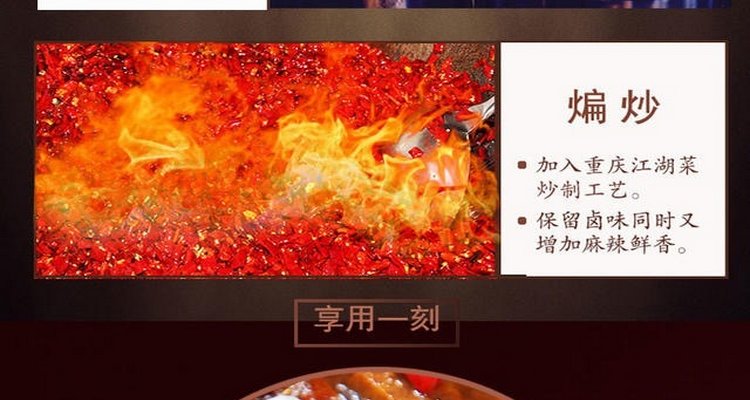 煸炒
加入重庆江湖菜
炒制工艺。
保留卤味同时又
增加麻辣鲜香。
享用一刻